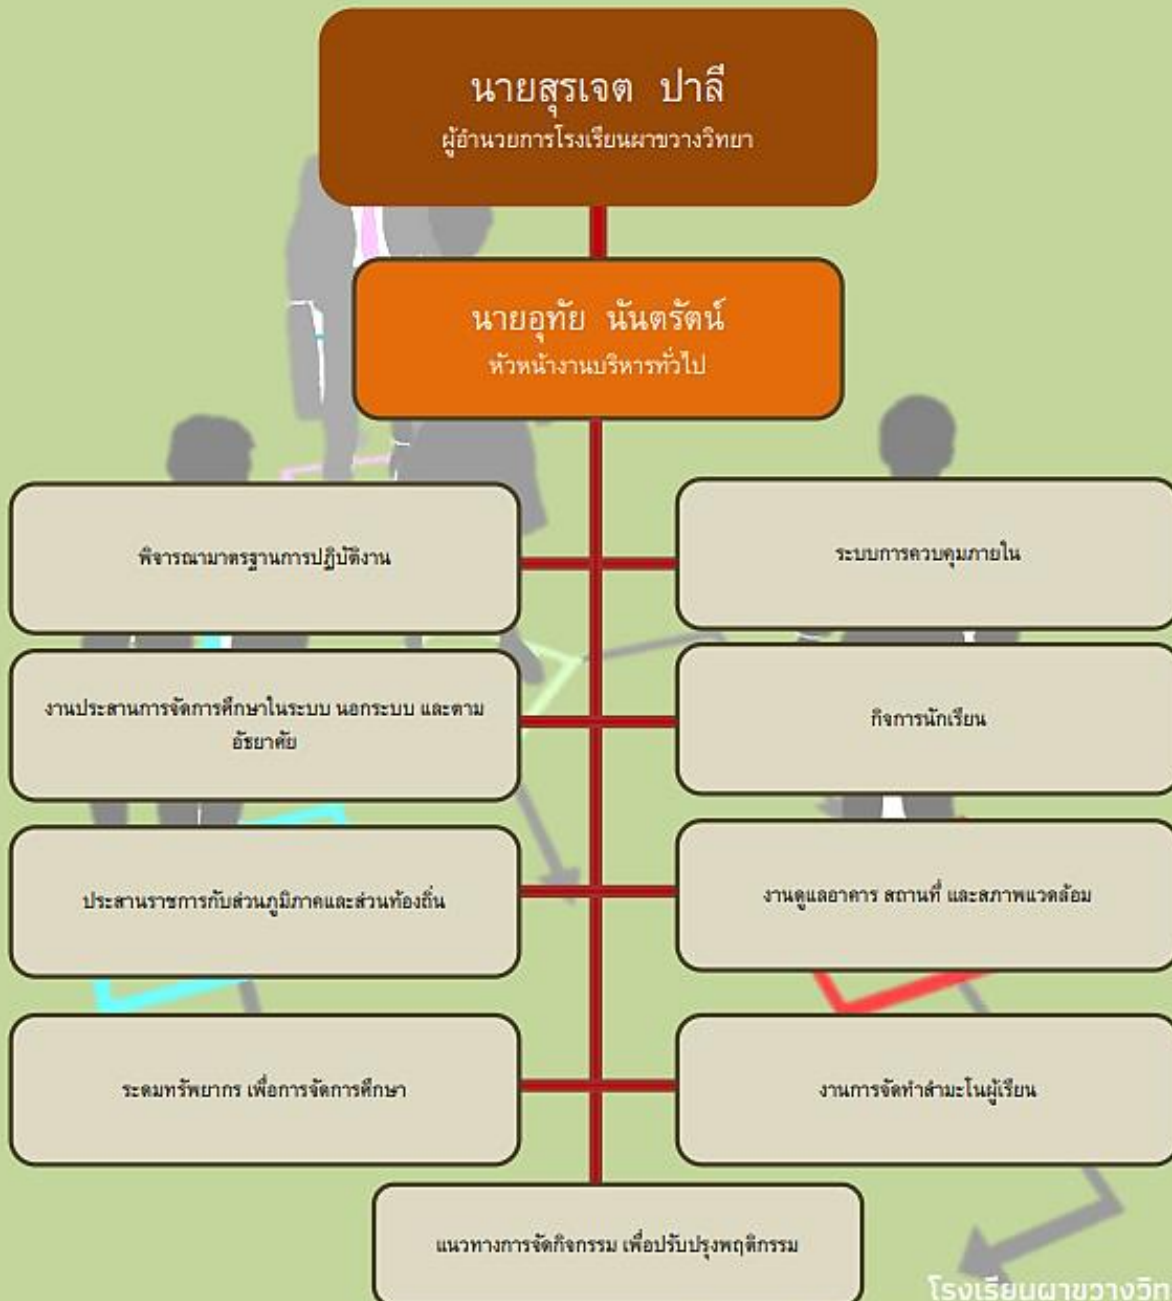 นายสุรเจต ปาลี
ผู้อำนวยการโรงเรียนผาขวางวิทยา
นายอุทัย นันตรัตน์
หัวหน้างานบริหารทั่วไป
พิจารณามาตรฐานการปฏิบัติงาน
ระบบการควบคุมภายใน
งานประสานการจัดการศึกษาในระบบ นอกระบบ และตาม
อัธยาศัย
กิจการนักเรียน
ประสานราชการกับส่วนภูมิภาคและส่วนท้องถิ่น
งานดูแลอาคาร สถานที่ และสภาพแวดล้อม
ระดมทรัพยากร เพื่อการจัดการศึกษา
งานการจัดทำสำมะโนผู้เรียน
แนวทางการจัดกิจกรรม เพื่อปรับปรุงพฤติกรรม
โรงเรียนผาขวางวิท